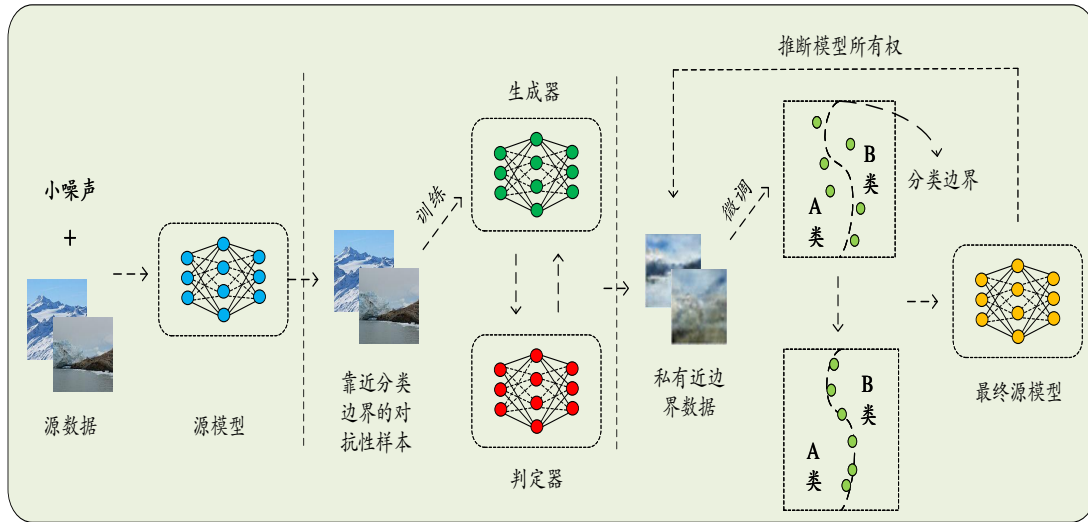 推断模型所有权
生成器
小噪声
+
训练
微调
B
类
A
类
分类边界
源数据
源模型
靠近分类
边界的对
抗性样本
判定器
私有近边
界数据
B
类
A
类
最终源模型